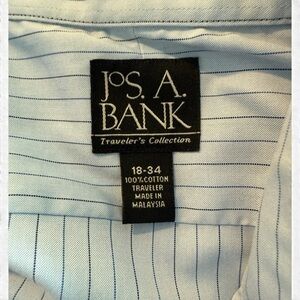 JOS. A.
BANK
Traveler's Collection
18-34
100% COTTON
TRAVELER
MADE IN
MALAYSIA